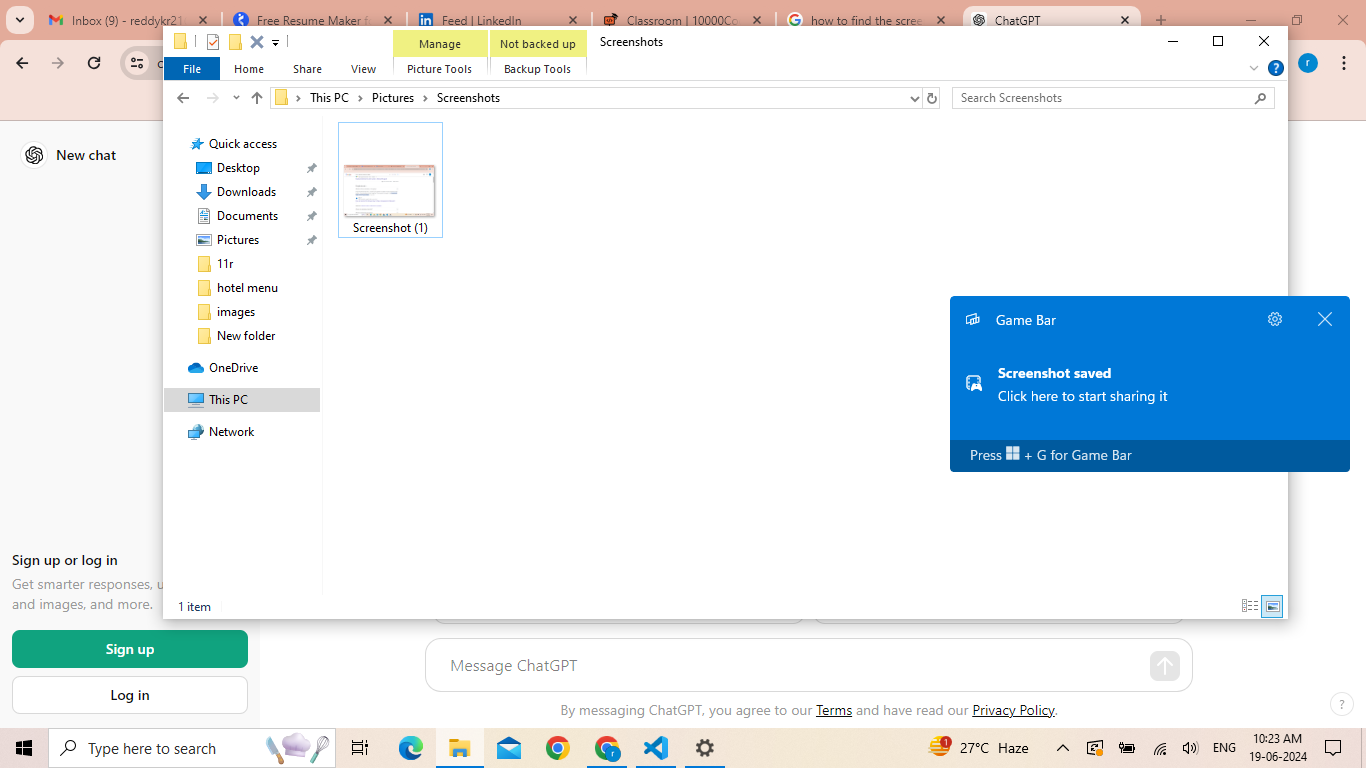 Inbox (9) - reddykr21
Free Resume Maker f
Feed | LinkedIn
Classroom | 10000Co
how to find the scree
ChatGPT
Manage
Not backed up
Screenshots
File
Home
Share
View
Picture Tools
Backup Tools
?
r
This PC
Pictures
Screenshots
Search Screenshots
New chat
Quick access
Desktop
Downloads
Documents
Pictures
11r
hotel menu
images
New folder
OneDrive
This PC
Network
Screenshot (1)
Game Bar
Screenshot saved
Click here to start sharing it
Press + G for Game Bar
1 item
Sign up or log in
Get smarter responses, u
and images, and more.
Sign up
Log in
Message ChatGPT
By messaging ChatGPT, you agree to our Terms and have read our Privacy Policy.
?
Type here to search
r
1
27°C Haze
ENG
10:23 AM
19-06-2024